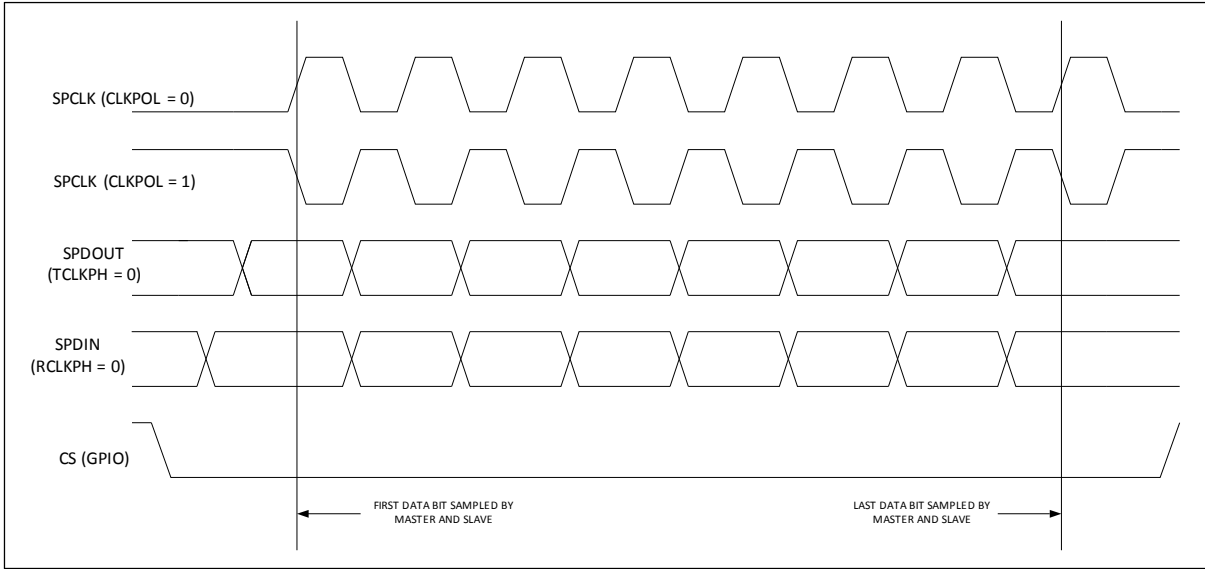 SPCLK (CLKPOL = 0)
SPCLK (CLKPOL = 1)
SPDOUT
(TCLKPH = 0)
SPDIN
(RCLKPH = 0)
CS (GPIO)
FIRST DATA BIT SAMPLED BY
MASTER AND SLAVE
LAST DATA BIT SAMPLED BY
MASTER AND SLAVE